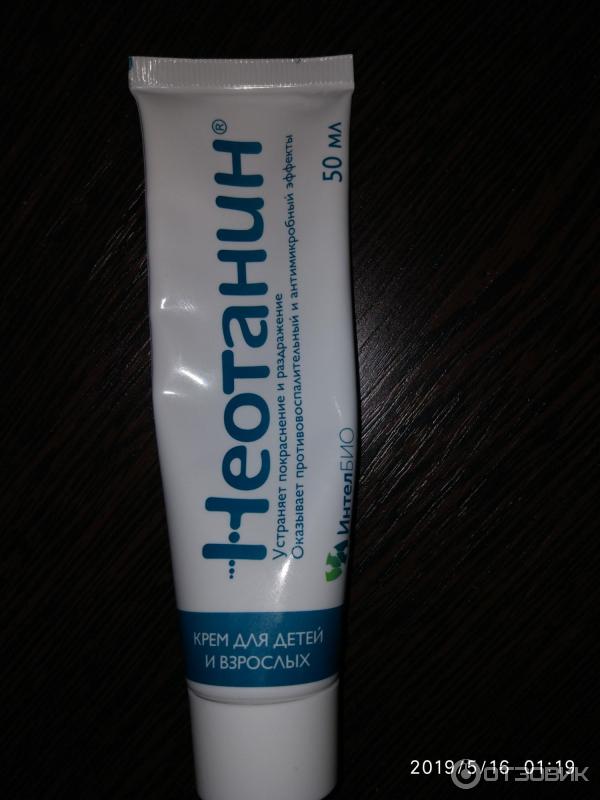 Неотанин®
Устраняет покраснение и раздражение
Оказывает противовоспалительный и антимикробный эффекты
50 мл
ИнтелБИО
КРЕМ ДЛЯ ДЕТЕЙ
И ВЗРОСЛЫХ
2019/5/16 01:19
ОТЗОВИК